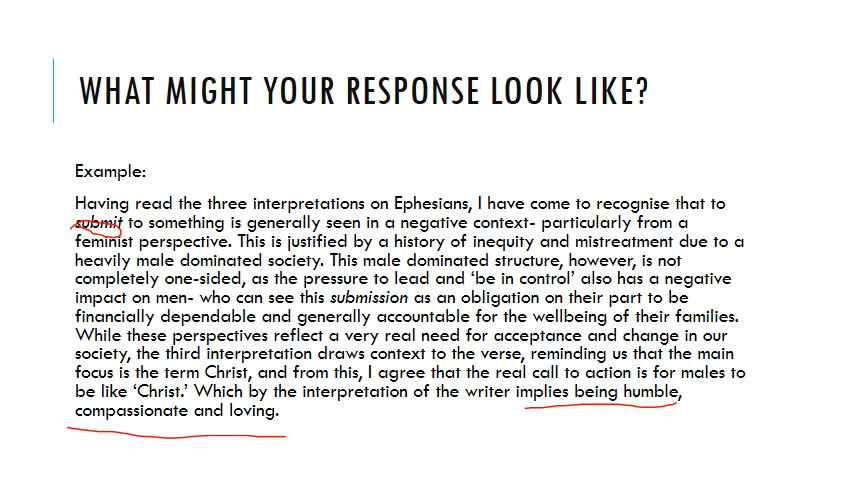 WHAT MIGHT YOUR RESPONSE LOOK LIKE?
Example:
Having read the three interpretations on Ephesians, I have come to recognise that to
submit to something is generally seen in a negative context- particularly from a
feminist perspective. This is justified by a history of inequity and mistreatment due to a
heavily male dominated society. This male dominated structure, however, is not
completely one-sided, as the pressure to lead and ‘be in control’ also has a negative
impact on men- who can see this submission as an obligation on their part to be
financially dependable and generally accountable for the wellbeing of their families.
While these perspectives reflect a very real need for acceptance and change in our
society, the third interpretation draws context to the verse, reminding us that the main
focus is the term Christ, and from this, I agree that the real call to action is for males to
be like ‘Christ.’ Which by the interpretation of the writer implies being humble,
compassionate and loving.